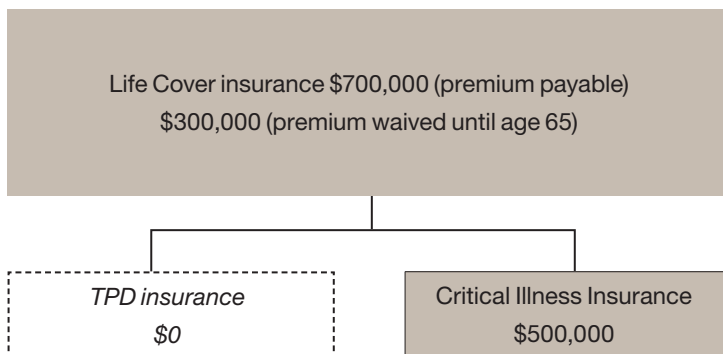 Life Cover insurance $700,000 (premium payable)
$300,000 (premium waived until age 65)
TPD insurance
$0
Critical Illness Insurance
$500,000